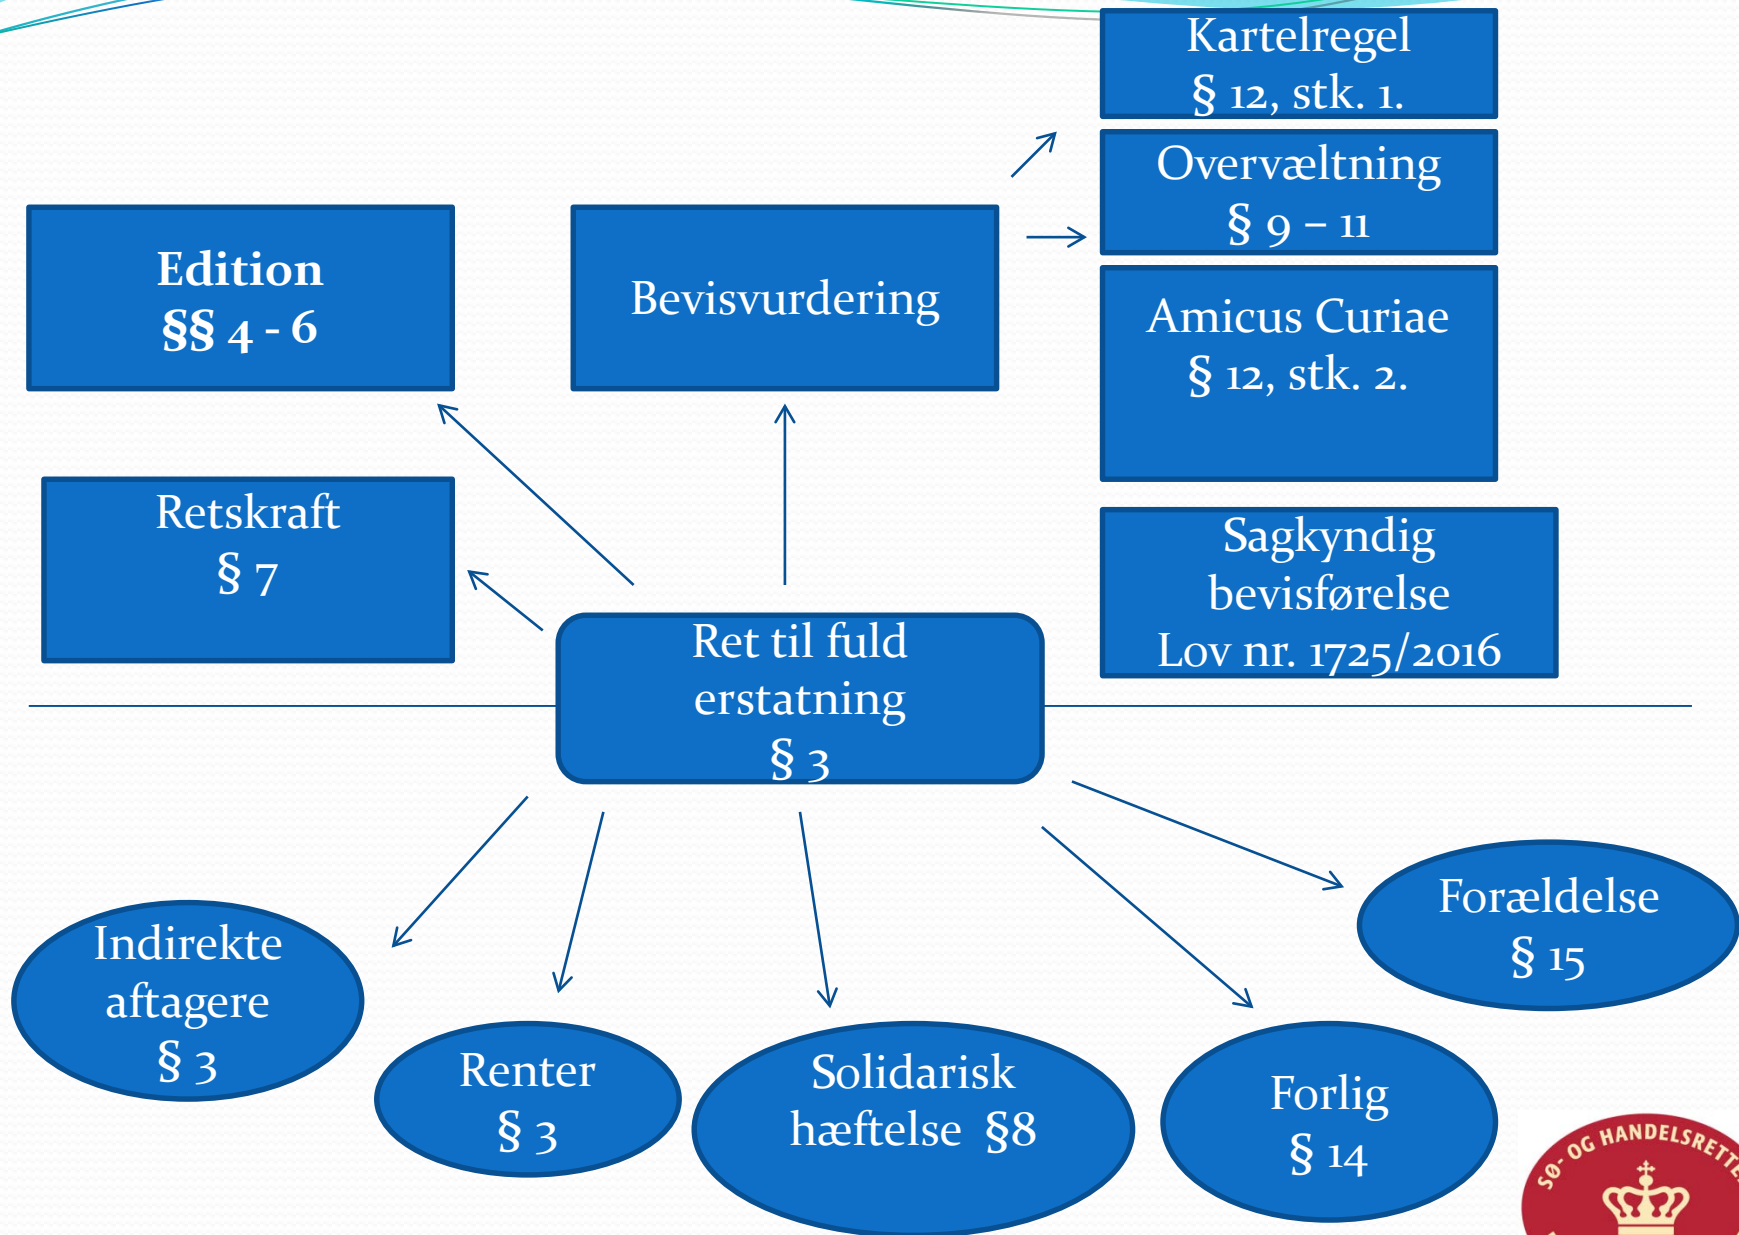 Kartelregel
§ 12, stk. 1.
Overvæltning
§ 9 – 11
Edition
§§ 4 - 6
Bevisvurdering
Amicus Curiae
§ 12, stk. 2.
Retskraft
§ 7
Sagkyndig
bevisførelse
Lov nr. 1725/2016
Ret til fuld
erstatning
§ 3
Forældelse
§ 15
Indirekte
aftagere
§ 3
Renter
§ 3
Solidarisk
hæftelse §8
Forlig
§ 14
SØ- OG HANDELSRETTE